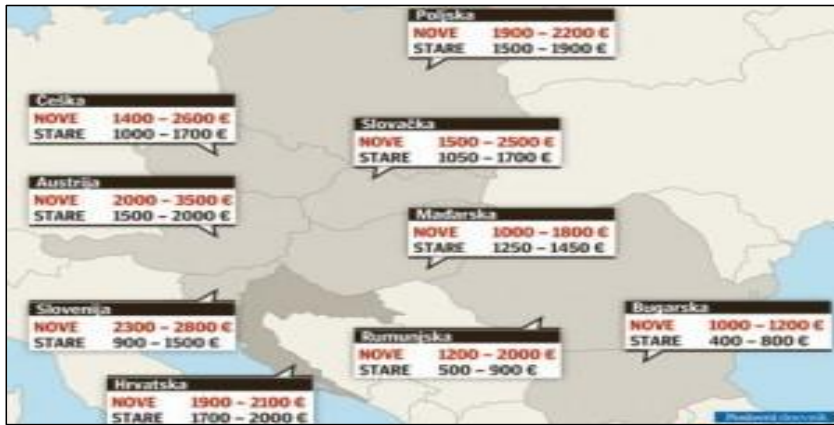 Poljska
NOVE 1900 – 2200 €
STARE 1500 – 1900 €
Češka
NOVE 1400 – 2600 €
STARE 1000 – 1700 €
Slovačka
NOVE 1500 – 2500 €
STARE 1050 – 1700 €
Austrija
NOVE 2000 – 3500 €
STARE 1500 – 2000 €
Mađarska
NOVE 1000 – 1800 €
STARE 1250 – 1450 €
Slovenija
NOVE 2300 – 2800 €
STARE 900 – 1500 €
Rumunjska
NOVE 1200 – 2000 €
STARE 500 – 900 €
Bugarska
NOVE 1000 – 1200 €
STARE 400 – 800 €
Hrvatska
NOVE 1900 – 2100 €
STARE 1700 – 2000 €